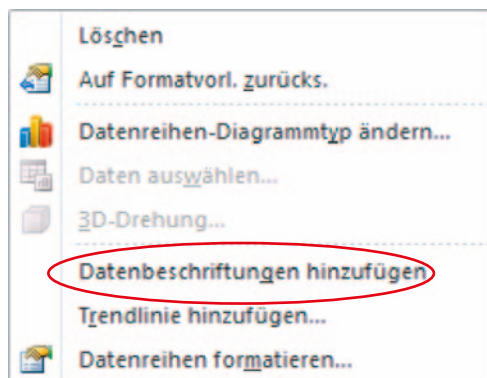 Löschen
Auf Formatvorl. zurücks.
Datenreihen-Diagrammtyp ändern...
Daten auswählen...
3D-Drehung...
Datenbeschriftungen hinzufügen
Trendlinie hinzufügen...
Datenreihen formatieren...